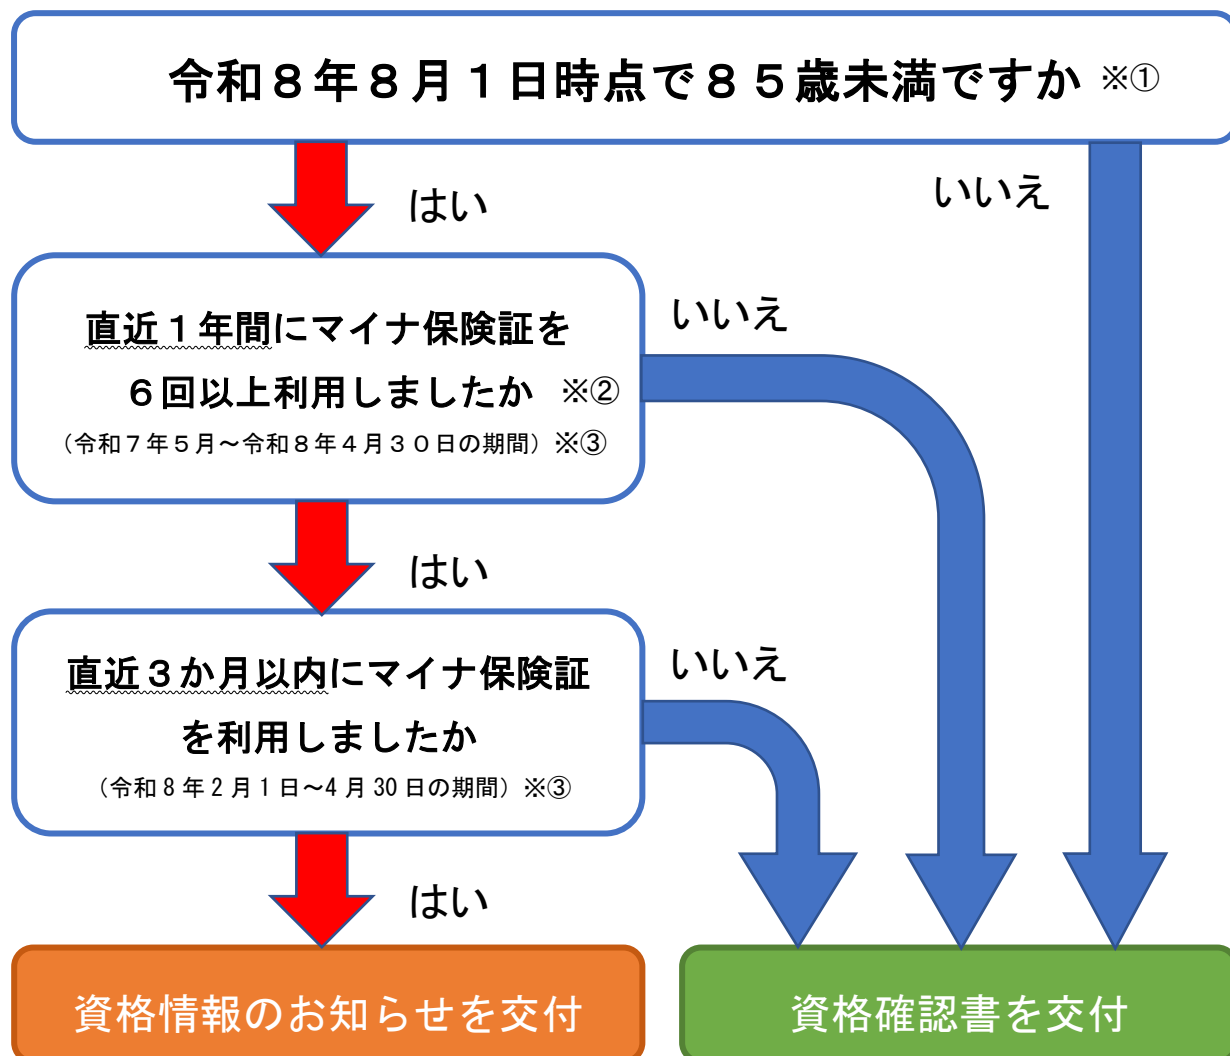 令和８年８月１日時点で８５歳未満ですか ※①
はい
いいえ
直近１年間にマイナ保険証を
６回以上利用しましたか ※②
（令和７年５月～令和８年４月３０日の期間）※③
いいえ
はい
直近３か月以内にマイナ保険証
を利用しましたか
（令和8年2月1日～4月30日の期間）※③
いいえ
はい
資格情報のお知らせを交付
資格確認書を交付